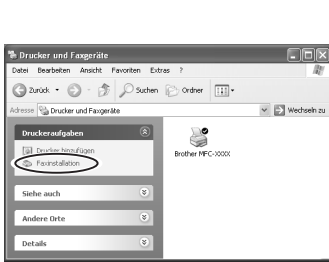 Drucker und Faxgeräte
Datei Bearbeiten Ansicht Favoriten Extras ?
Zurück Suchen Ordner
Adresse Drucker und Faxgeräte Wechseln zu
Druckeraufgaben
Drucker hinzufügen
Faxinstallation
Siehe auch
Andere Orte
Details
Brother MFC-XXXX